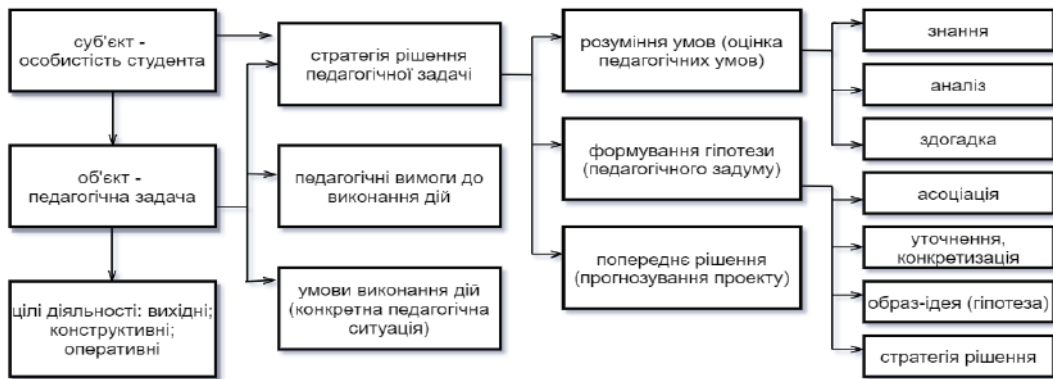 суб'єкт -
особистість студента
об'єкт -
педагогічна задача
цілі діяльності: вихідні;
конструктивні;
оперативні
стратегія рішення
педагогічної задачі
педагогічні вимоги до
виконання дій
умови виконання дій
(конкретна педагогічна
ситуація)
розуміння умов (оцінка
педагогічних умов)
формування гіпотези
(педагогічного задуму)
попереднє рішення
(прогнозування проекту)
знання
аналіз
здогадка
асоціація
уточнення,
конкретизація
образ-ідея (гіпотеза)
стратегія рішення